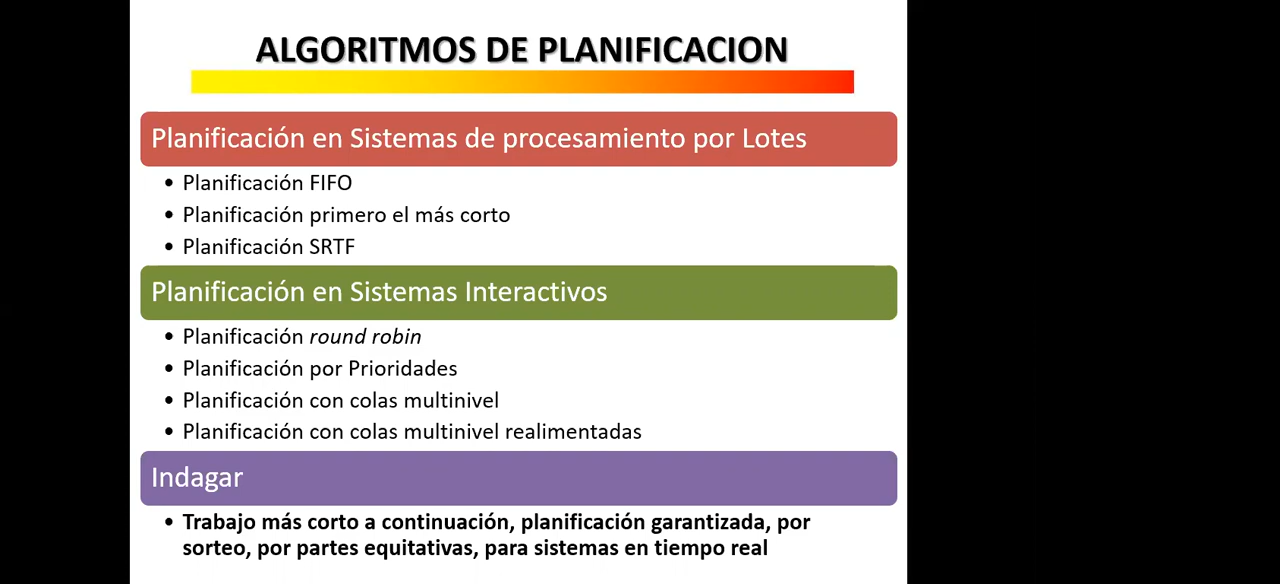 ALGORITMOS DE PLANIFICACION
Planificación en Sistemas de procesamiento por Lotes
• Planificación FIFO
• Planificación primero el más corto
• Planificación SRTF
Planificación en Sistemas Interactivos
• Planificación round robin
• Planificación por Prioridades
• Planificación con colas multinivel
• Planificación con colas multinivel realimentadas
Indagar
• Trabajo más corto a continuación, planificación garantizada, por
sorteo, por partes equitativas, para sistemas en tiempo real